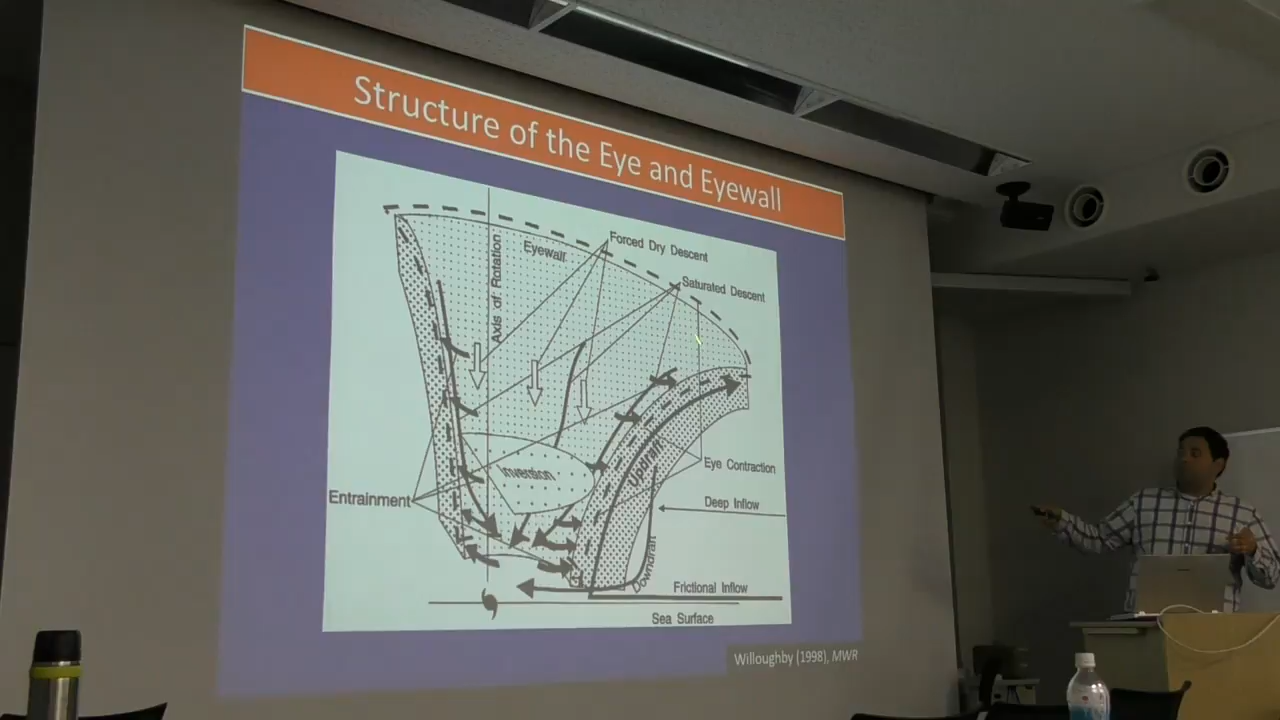 Structure of the Eye and Eyewall
Forced Dry Descent
Eyewall
Axis of Rotation
Saturated Descent
Invention
Updraft
Eye Contraction
Entrainment
Deep Inflow
Downdraft
Frictional Inflow
Sea Surface
Willoughby (1998), MWR